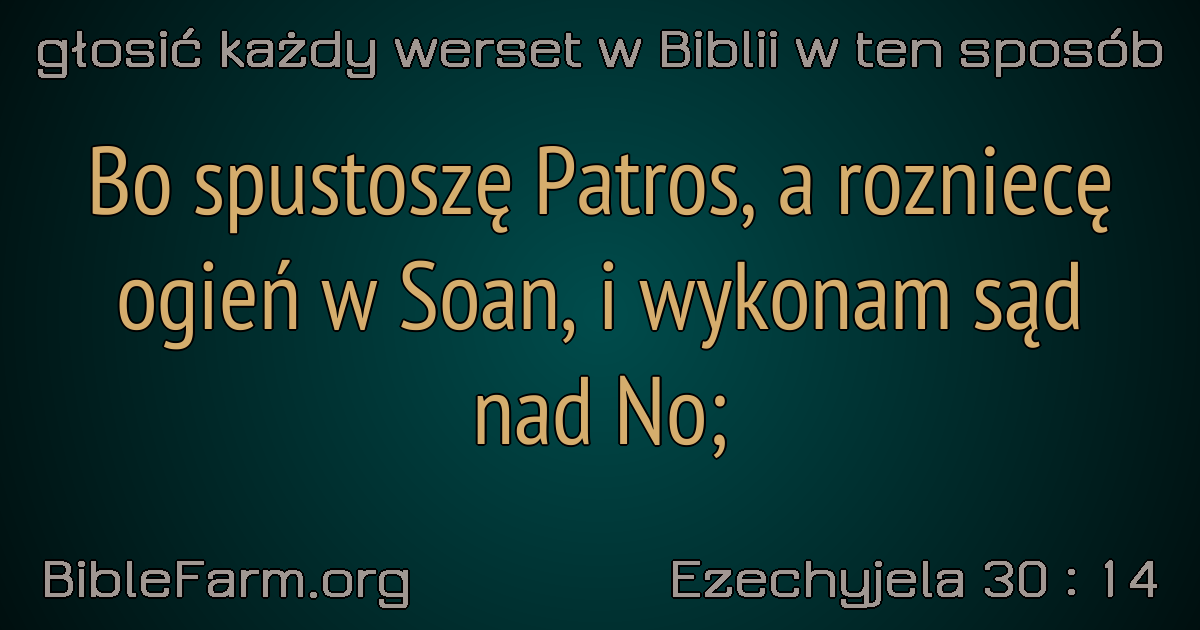 głosić każdy werset w Biblii w ten sposób
Bo spustoszę Patros, a rozniecę
ogień w Soan, i wykonam sąd
nad No;
BibleFarm.org
Ezechyjela 30 : 14